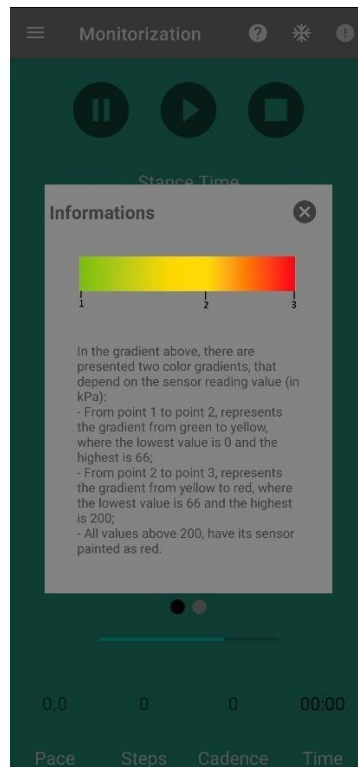 Monitorization
Stance Time
Informations
1 2 3
In the gradient above, there are
presented two color gradients, that
depend on the sensor reading value (in
kPa):
- From point 1 to point 2, represents
the gradient from green to yellow,
where the lowest value is 0 and the
highest is 66;
- From point 2 to point 3, represents
the gradient from yellow to red, where
the lowest value is 66 and the highest
is 200;
- All values above 200, have its sensor
painted as red.
0.0 0 0 00:00
Pace Steps Cadence Time